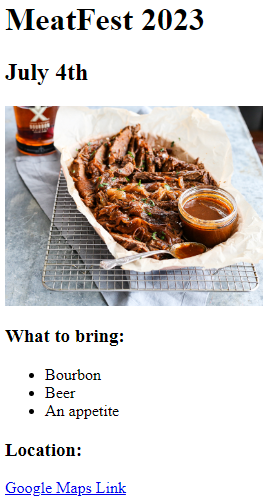 MeatFest 2023
July 4th
X
What to bring:
Bourbon
Beer
An appetite
Location:
Google Maps Link